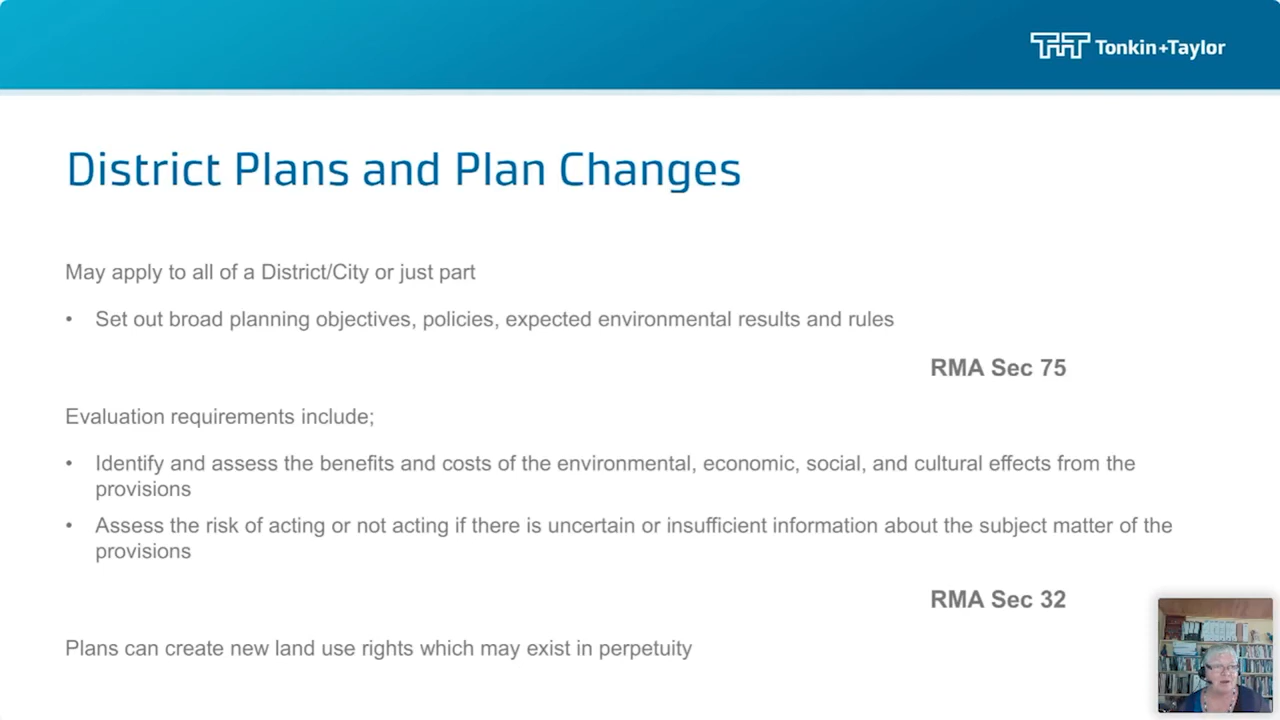 Tonkin+Taylor
District Plans and Plan Changes
May apply to all of a District/City or just part
• Set out broad planning objectives, policies, expected environmental results and rules
RMA Sec 75
Evaluation requirements include;
• Identify and assess the benefits and costs of the environmental, economic, social, and cultural effects from the
provisions
• Assess the risk of acting or not acting if there is uncertain or insufficient information about the subject matter of the
provisions
RMA Sec 32
Plans can create new land use rights which may exist in perpetuity